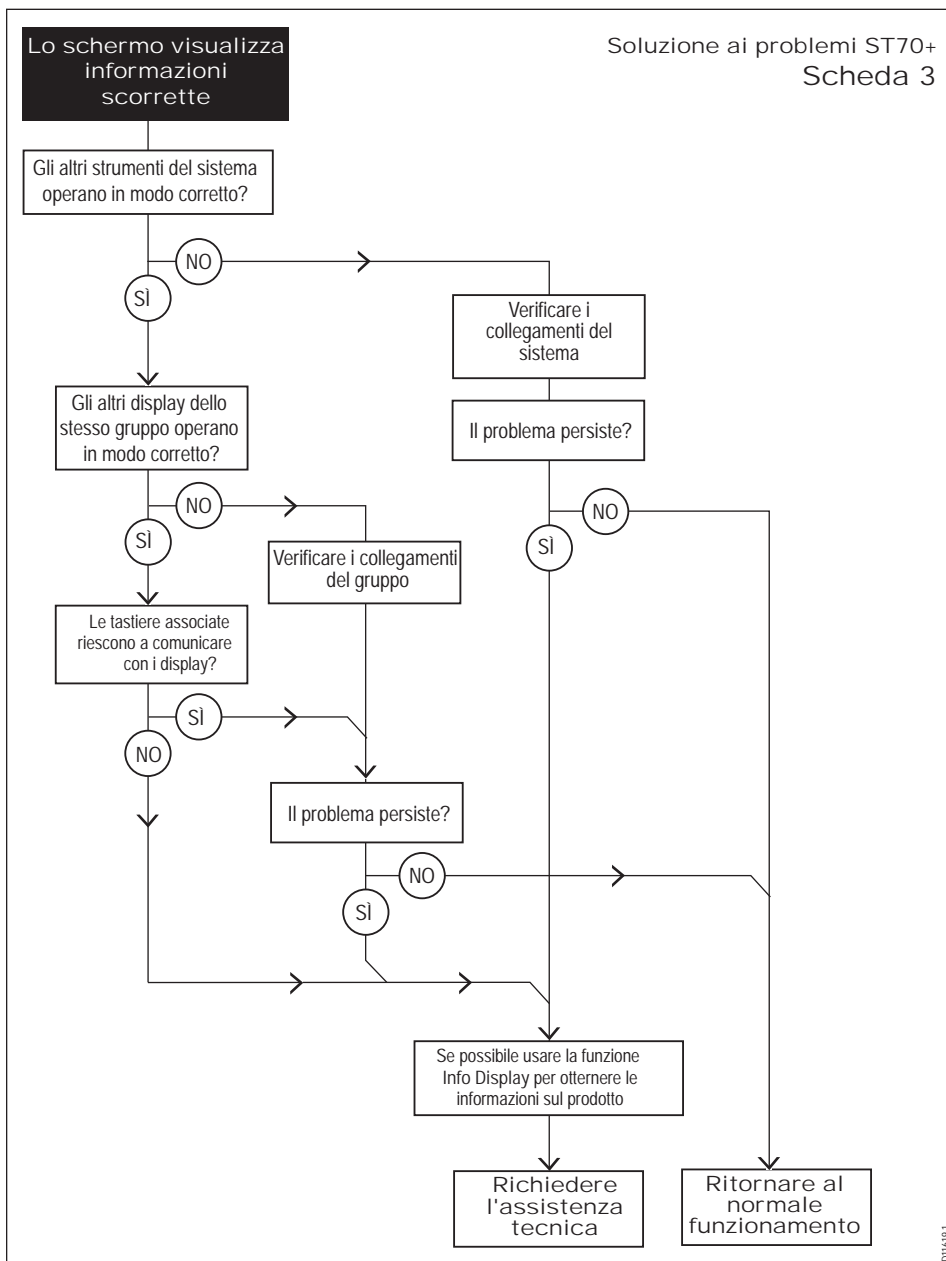 Lo schermo visualizza
informazioni
scorrette
Soluzione ai problemi ST70+
Scheda 3
Gli altri strumenti del sistema
operano in modo corretto?
NO
SÌ
Verificare i
collegamenti del
sistema
Gli altri display dello
stesso gruppo operano
in modo corretto?
Il problema persiste?
NO
SÌ
NO
SÌ
Verificare i collegamenti
del gruppo
Le tastiere associate
riescono a comunicare
con i display?
SÌ
NO
Il problema persiste?
NO
SÌ
Se possibile usare la funzione
Info Display per otternere le
informazioni sul prodotto
Richiedere
l'assistenza
tecnica
Ritornare al
normale
funzionamento
D11419.1